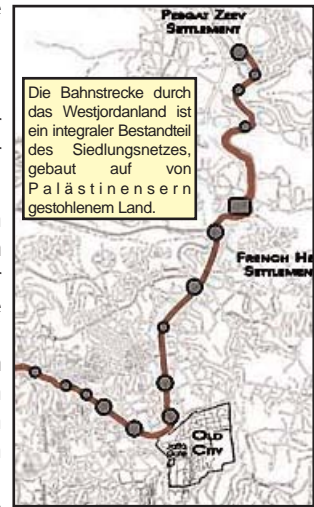 PISGAT ZEEV
SETTLEMENT
Die Bahnstrecke durch
das Westjordanland ist
ein integraler Bestandteil
des Siedlungsnetzes,
gebaut auf von
Palästinensern
gestohlenem Land.
FRENCH HI
SETTLEMEN
OLD
CITY